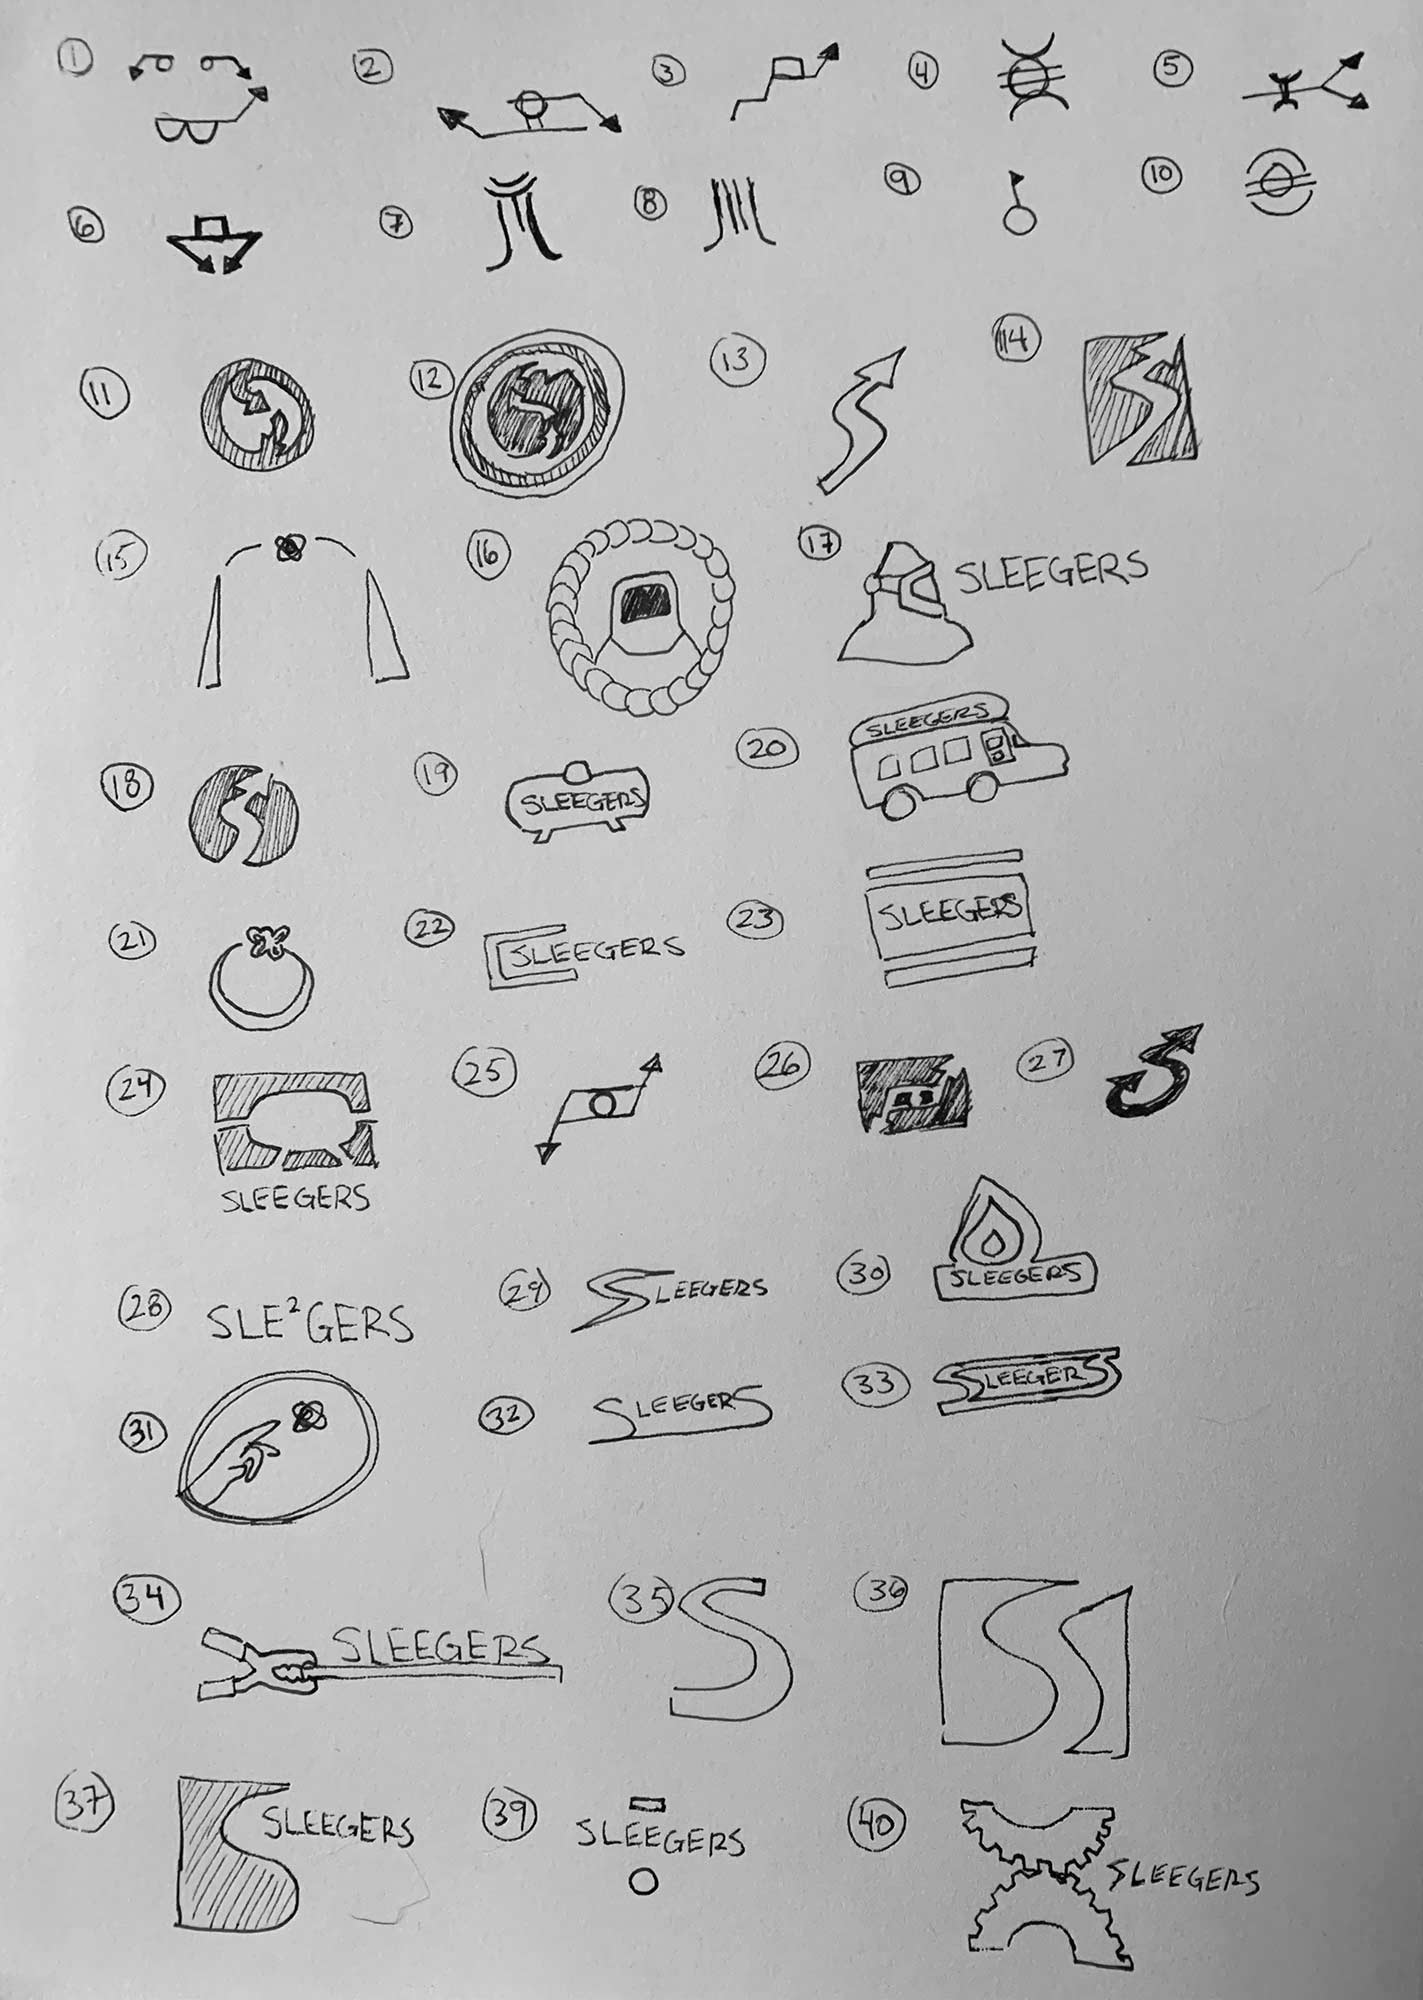 1 2 3 4 5
6 7 8 9 10
11 12 13 14
15 16 17 SLEEGERS
18 19 SLEEGERS 20 SLEEGERS
21 22 SLEEGERS 23 SLEEGERS
24 25 26 27
SLEEGERS
28 SLE²GERS 29 SLEEGERS 30 SLEEGERS
31 32 SLEEGERS 33 SLEEGERS
34 SLEEGERS 35 36
37 SLEEGERS 39 SLEEGERS 40 SLEEGERS